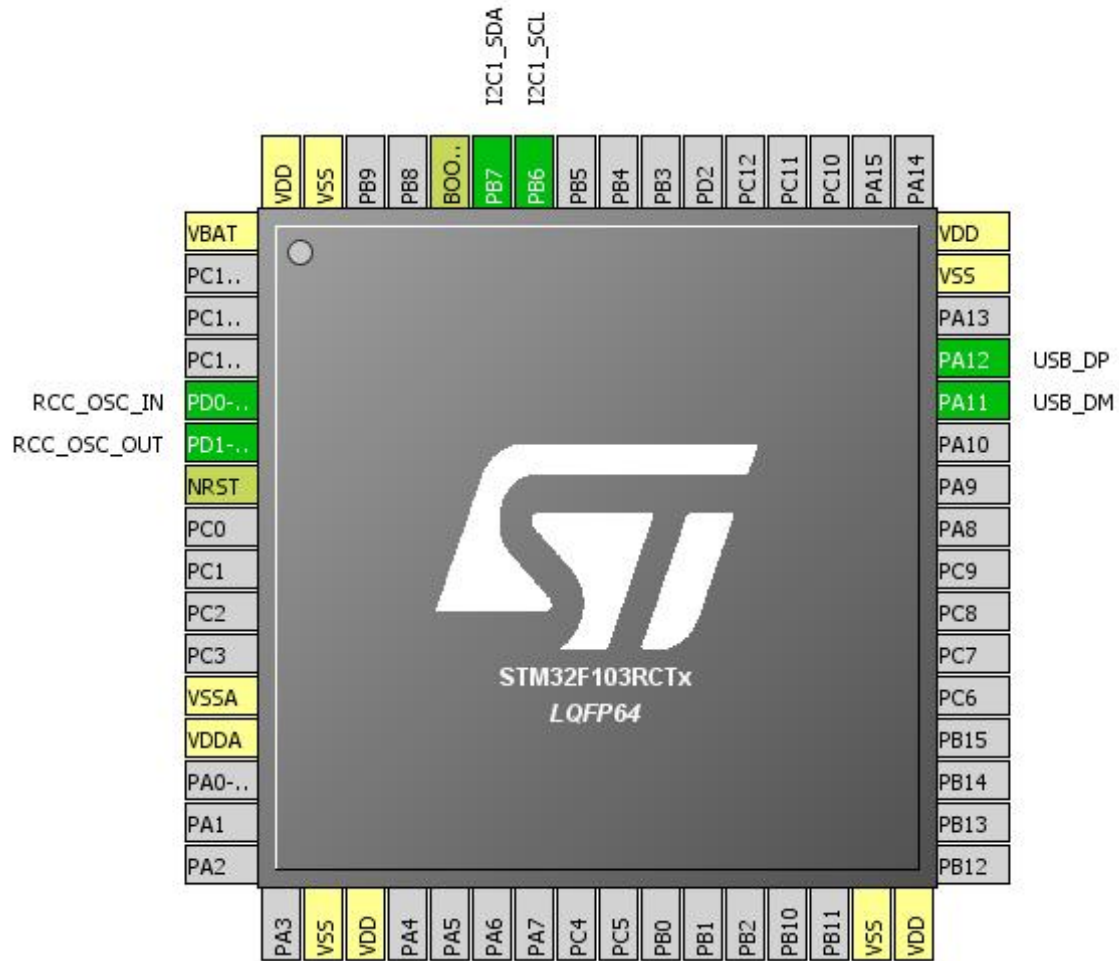 I2C1_SDA
I2C1_SCL
VDD
VSS
PB9
PB8
BOO..
PB7
PB6
PB5
PB4
PB3
PD2
PC12
PC11
PC10
PA15
PA14
VBAT
PC1..
PC1..
PC1..
RCC_OSC_IN PD0-..
RCC_OSC_OUT PD1-..
NRST
PC0
PC1
PC2
PC3
VSSA
VDDA
PA0-..
PA1
PA2
ST
STM32F103RCTx
LQFP64
VDD
VSS
PA13
PA12 USB_DP
PA11 USB_DM
PA10
PA9
PA8
PC9
PC8
PC7
PC6
PB15
PB14
PB13
PB12
PA3
VSS
VDD
PA4
PA5
PA6
PA7
PC4
PC5
PB0
PB1
PB2
PB10
PB11
VSS
VDD